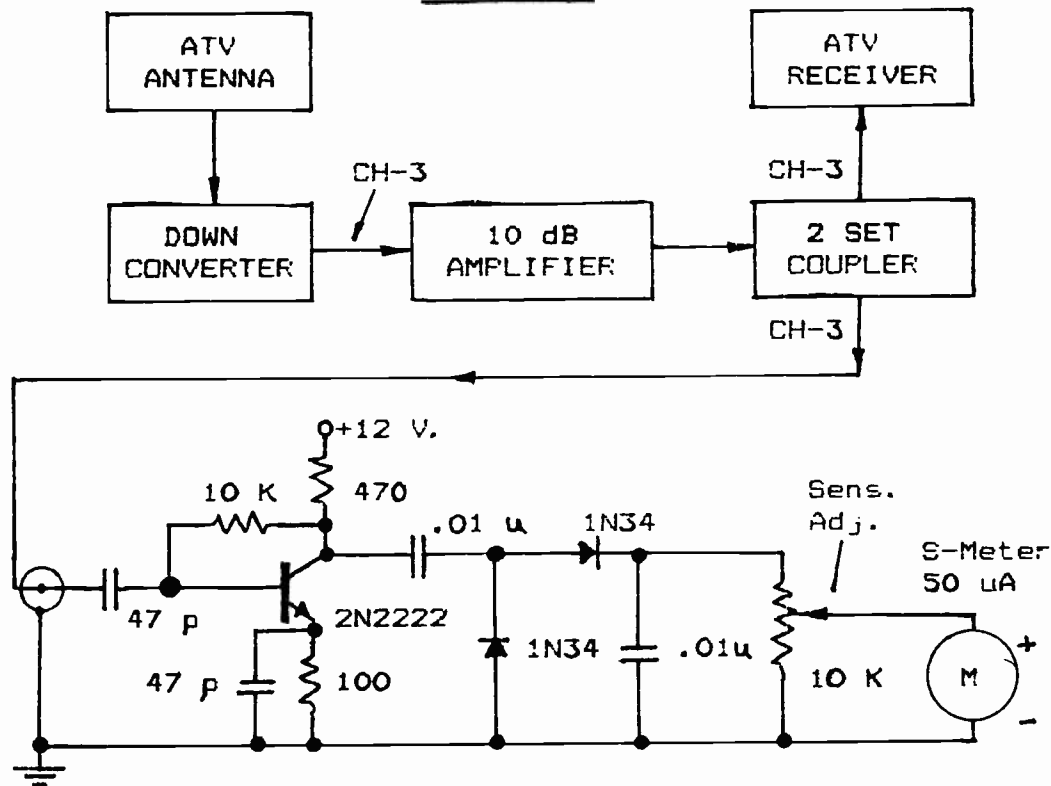 ATV
ANTENNA
ATV
RECEIVER
CH-3
CH-3
DOWN
CONVERTER
10 dB
AMPLIFIER
2 SET
COUPLER
CH-3
+12 V.
10 K
470
.01 u
1N34
Sens.
Adj.
S-Meter
50 uA
47 p
2N2222
1N34
.01u
10 K
M
+
-
47 p
100